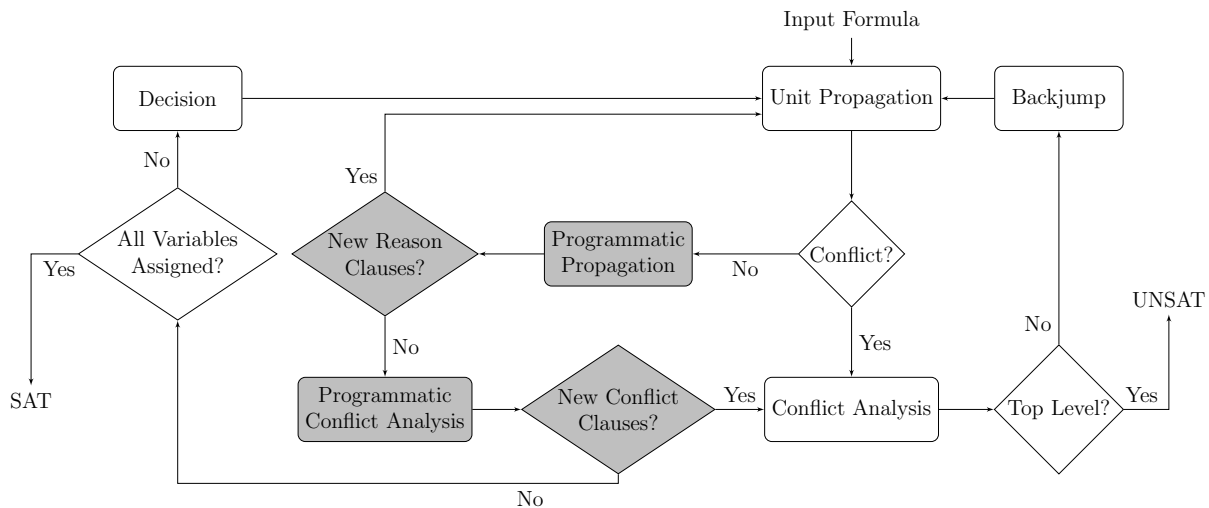 Input Formula
Decision
Unit Propagation
Backjump
No
Yes
All Variables
Assigned?
New Reason
Clauses?
Programmatic
Propagation
Conflict?
Yes
No
UNSAT
No
No
Yes
SAT
Programmatic
Conflict Analysis
New Conflict
Clauses?
Yes
Conflict Analysis
Top Level?
Yes
No